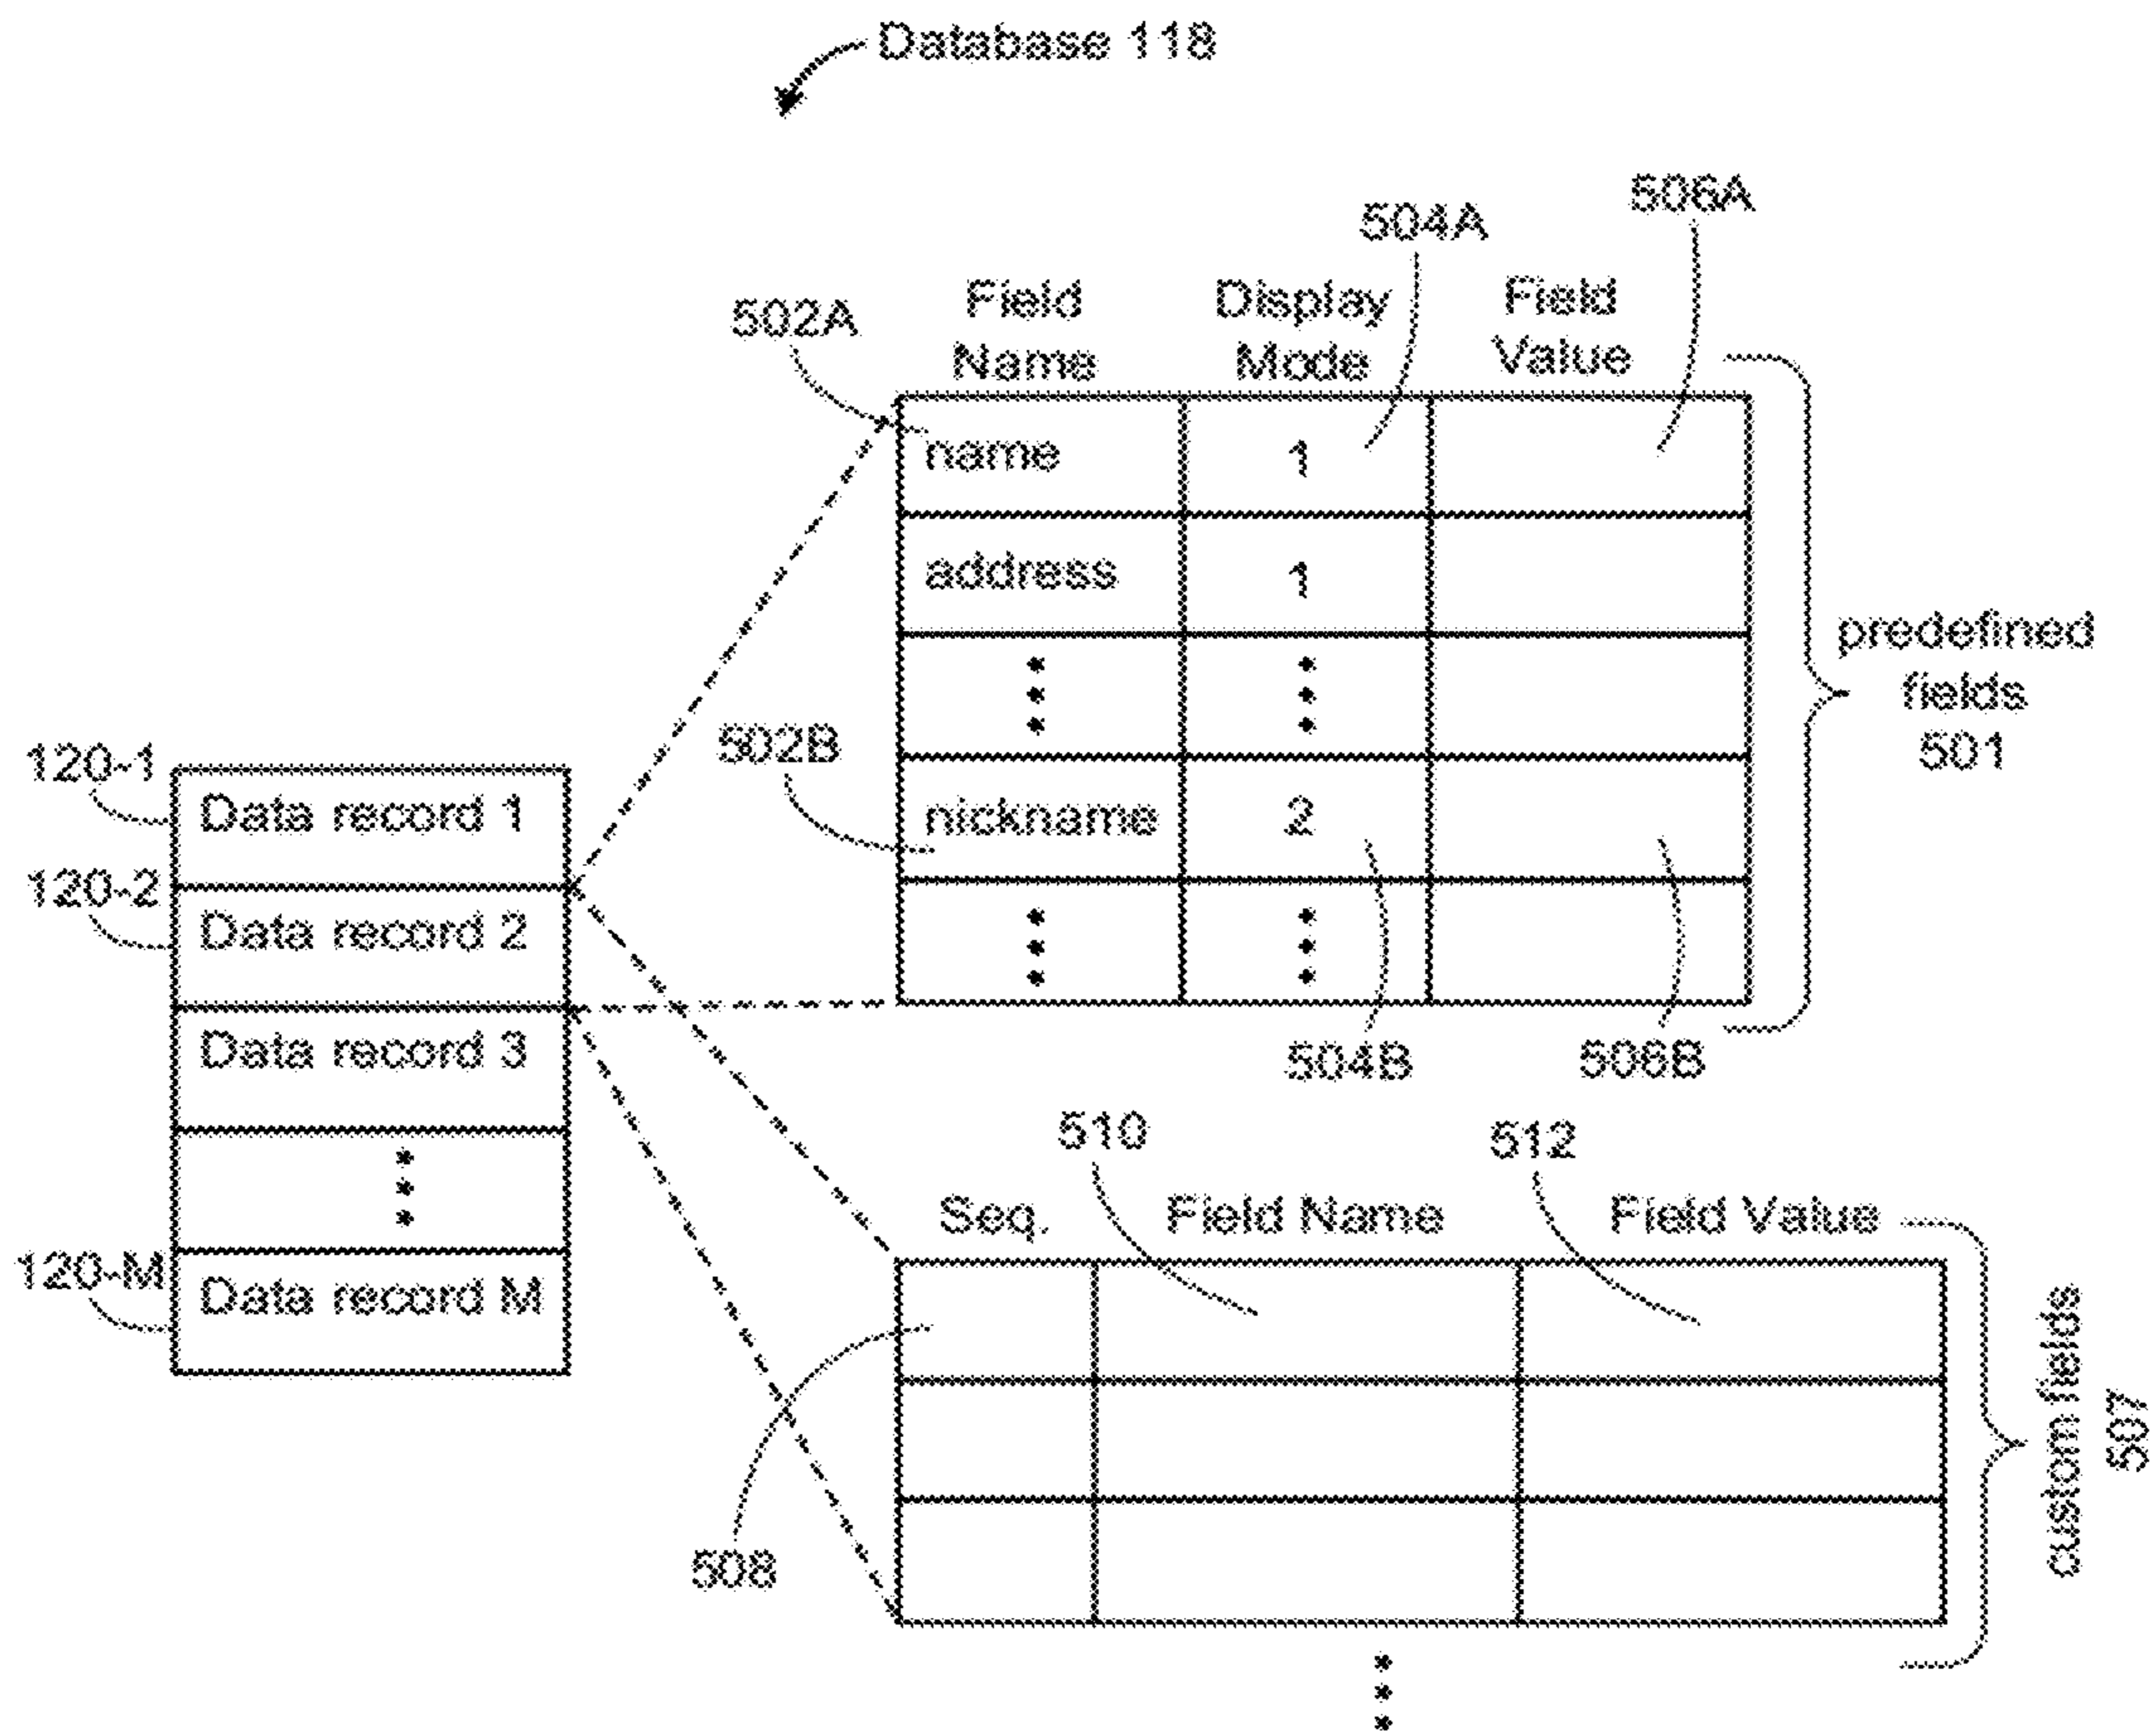 Database 118
506A
504A
502A
Field Name
Display Mode
Field Value
name 1
address 1
predefined fields 501
502B
nickname 2
504B
506B
120-1
Data record 1
120-2
Data record 2
Data record 3
120-M
Data record M
510
512
Seq. Field Name Field Value
508
custom fields 507